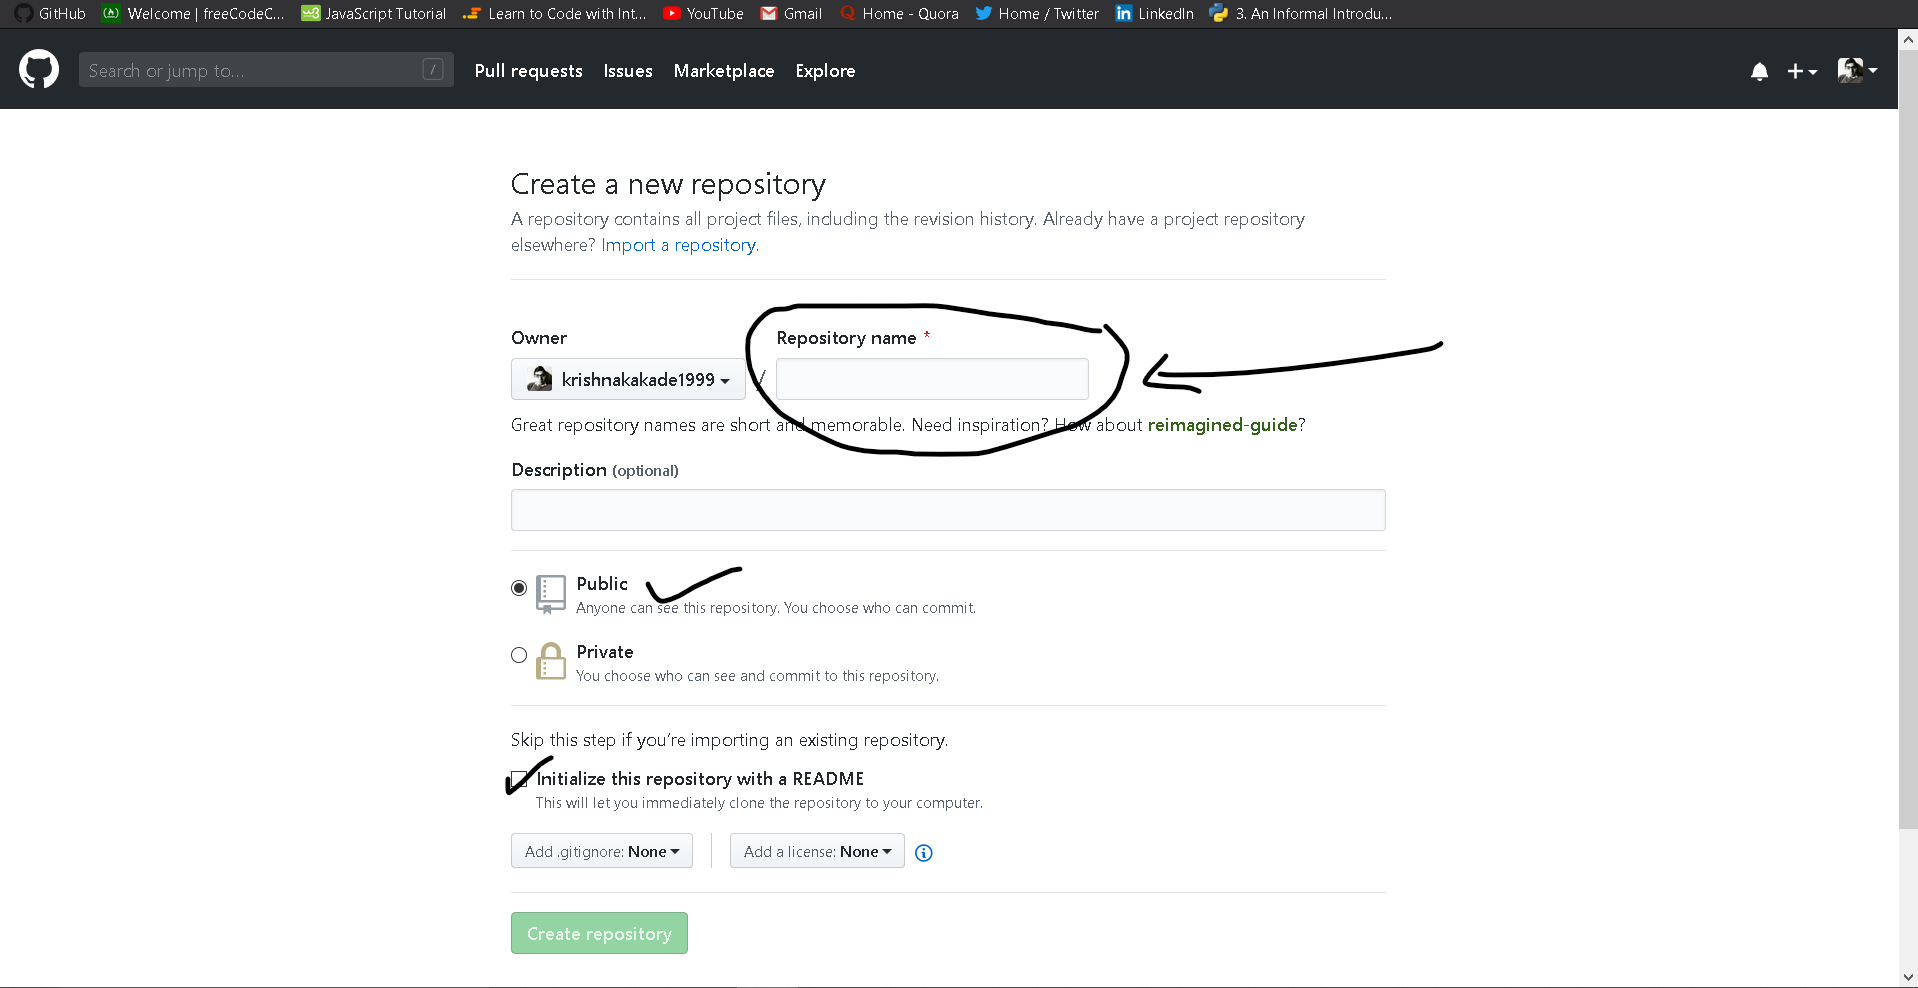 GitHub Welcome | freeCodeC... JavaScript Tutorial Learn to Code with Int... YouTube Gmail Home - Quora Home / Twitter LinkedIn 3. An Informal Introdu...
Search or jump to... / Pull requests Issues Marketplace Explore
Create a new repository
A repository contains all project files, including the revision history. Already have a project repository
elsewhere? Import a repository.
Owner Repository name *
krishnakakade1999 /
Great repository names are short and memorable. Need inspiration? How about reimagined-guide?
Description (optional)
Public
Anyone can see this repository. You choose who can commit.
Private
You choose who can see and commit to this repository.
Skip this step if you’re importing an existing repository.
Initialize this repository with a README
This will let you immediately clone the repository to your computer.
Add .gitignore: None Add a license: None
Create repository